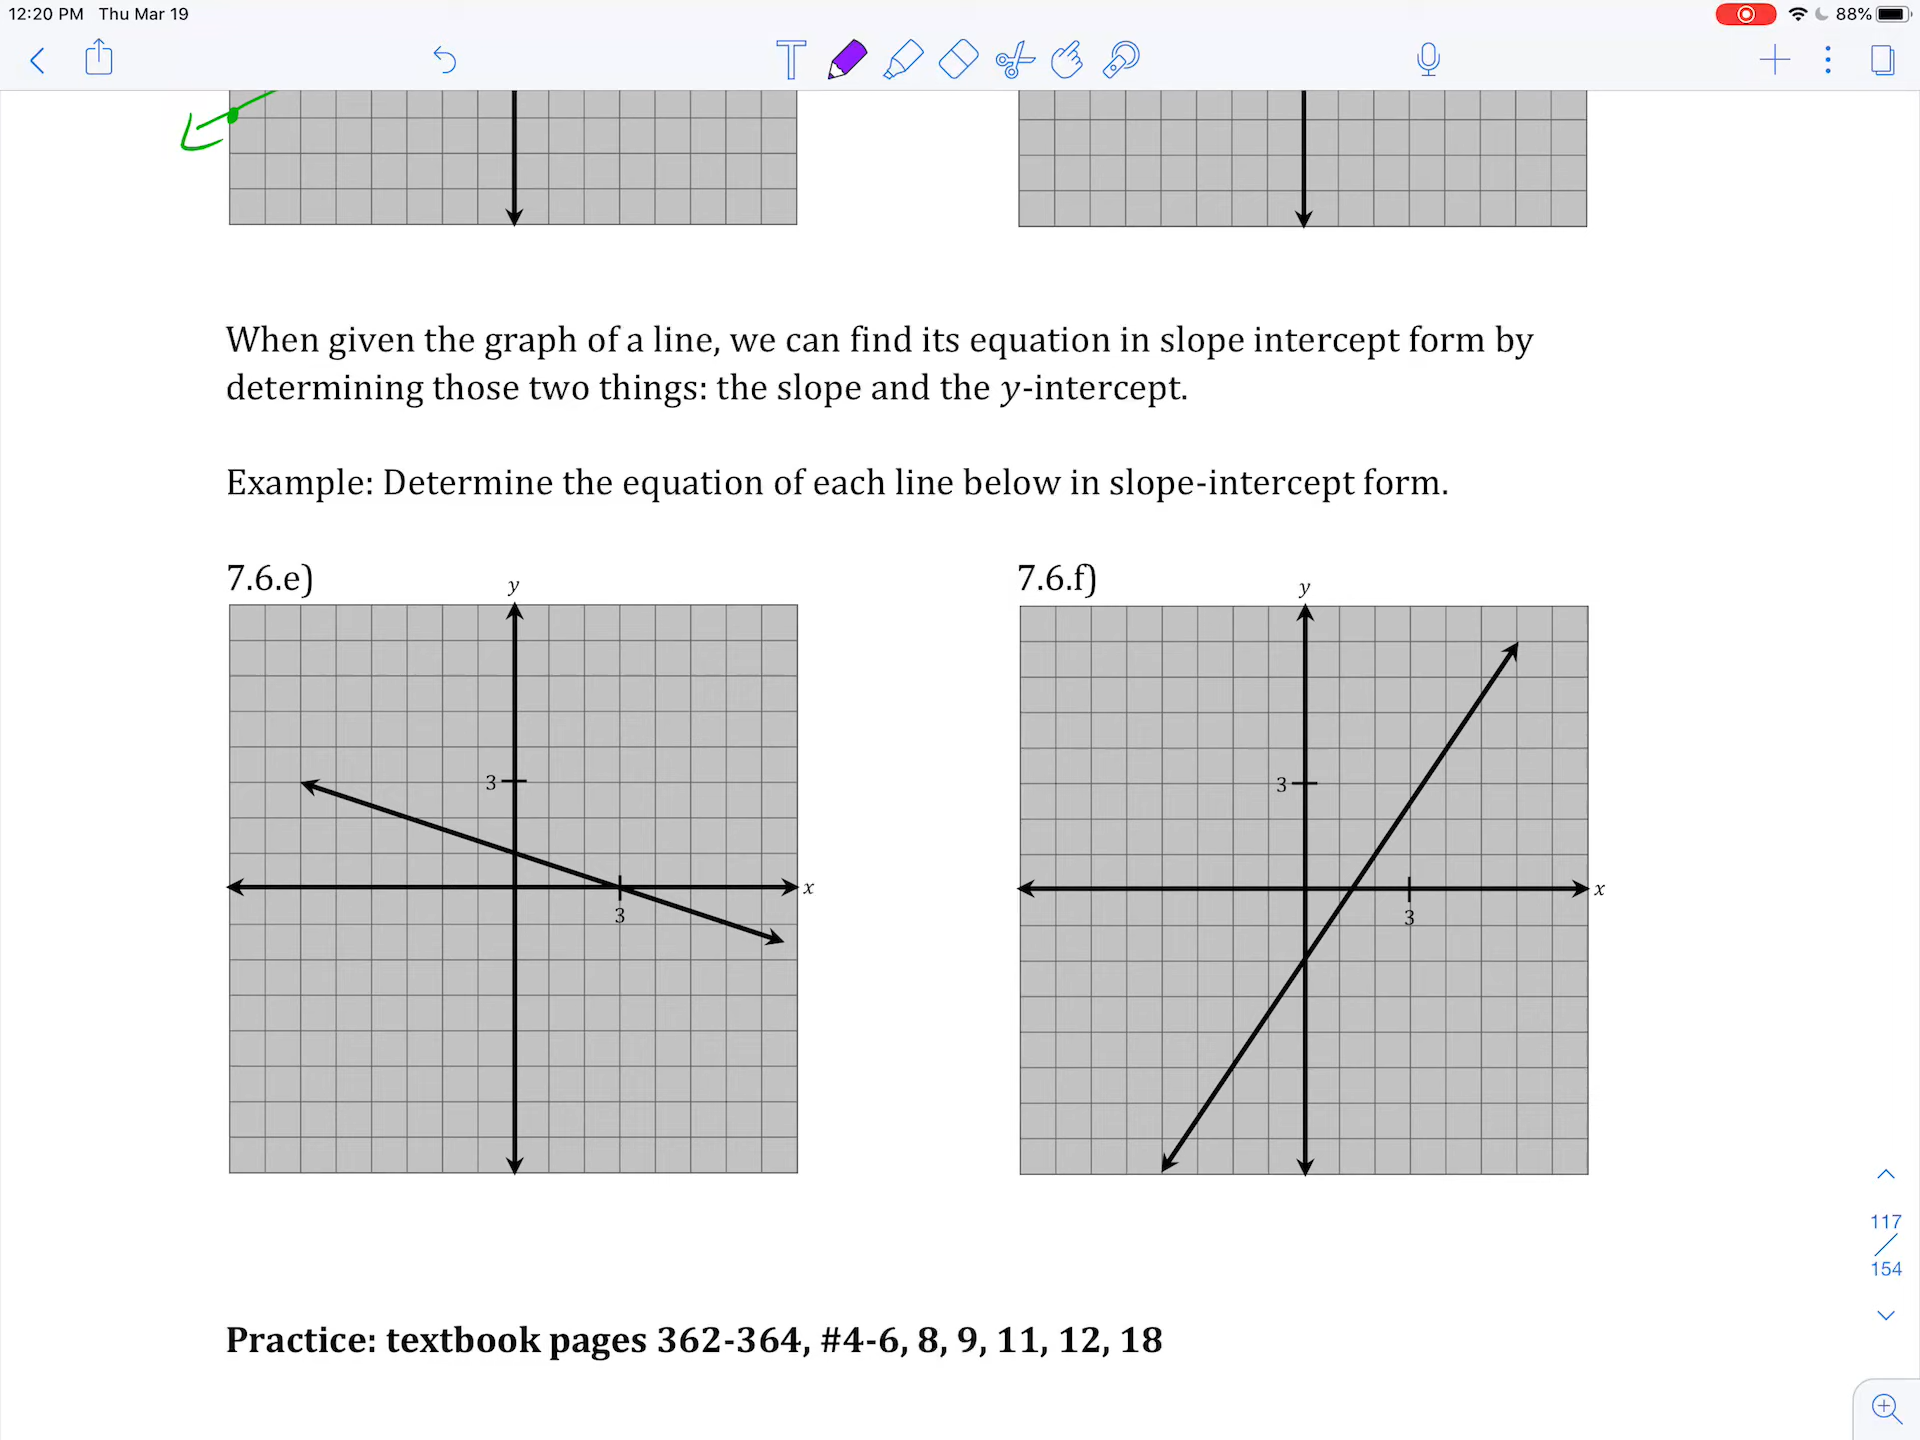 12:20 PM Thu Mar 19
88%
T
When given the graph of a line, we can find its equation in slope intercept form by
determining those two things: the slope and the y-intercept.
Example: Determine the equation of each line below in slope-intercept form.
7.6.e)
y
3
x
3
7.6.f)
y
3
x
3
117
154
Practice: textbook pages 362-364, #4-6, 8, 9, 11, 12, 18